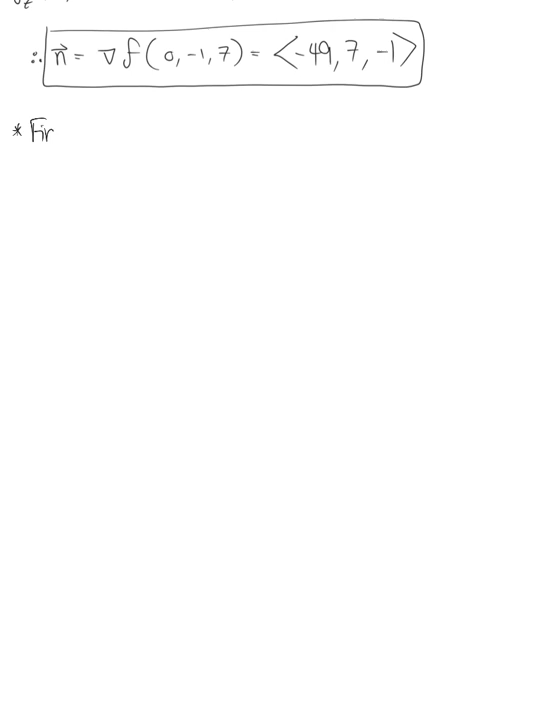 ∴ n⃗ = ∇f(0,-1,7) = <-49,7,-1>
* Fir